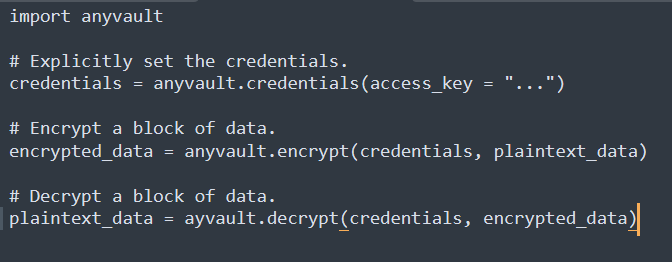 import anyvault
# Explicitly set the credentials.
credentials = anyvault.credentials(access_key = "...")
# Encrypt a block of data.
encrypted_data = anyvault.encrypt(credentials, plaintext_data)
# Decrypt a block of data.
plaintext_data = ayvault.decrypt(credentials, encrypted_data)